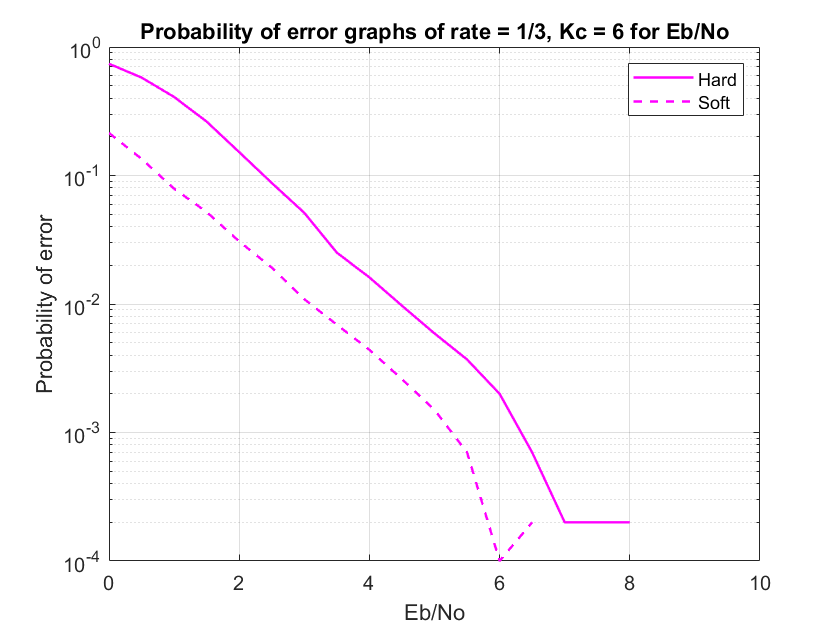 Probability of error graphs of rate = 1/3, Kc = 6 for Eb/No
10^0
Hard
Soft
10^-1
10^-2
10^-3
10^-4
Probability of error
0 2 4 6 8 10
Eb/No